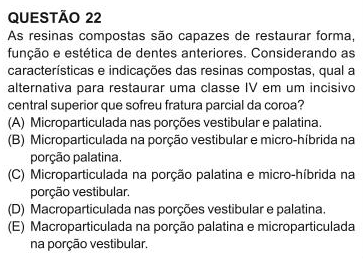 QUESTÃO 22
As resinas compostas são capazes de restaurar forma,
função e estética de dentes anteriores. Considerando as
características e indicações das resinas compostas, qual a
alternativa para restaurar uma classe IV em um incisivo
central superior que sofreu fratura parcial da coroa?
(A) Microparticulada nas porções vestibular e palatina.
(B) Microparticulada na porção vestibular e micro-híbrida na
porção palatina.
(C) Microparticulada na porção palatina e micro-híbrida na
porção vestibular.
(D) Macroparticulada nas porções vestibular e palatina.
(E) Macroparticulada na porção palatina e microparticulada
na porção vestibular.